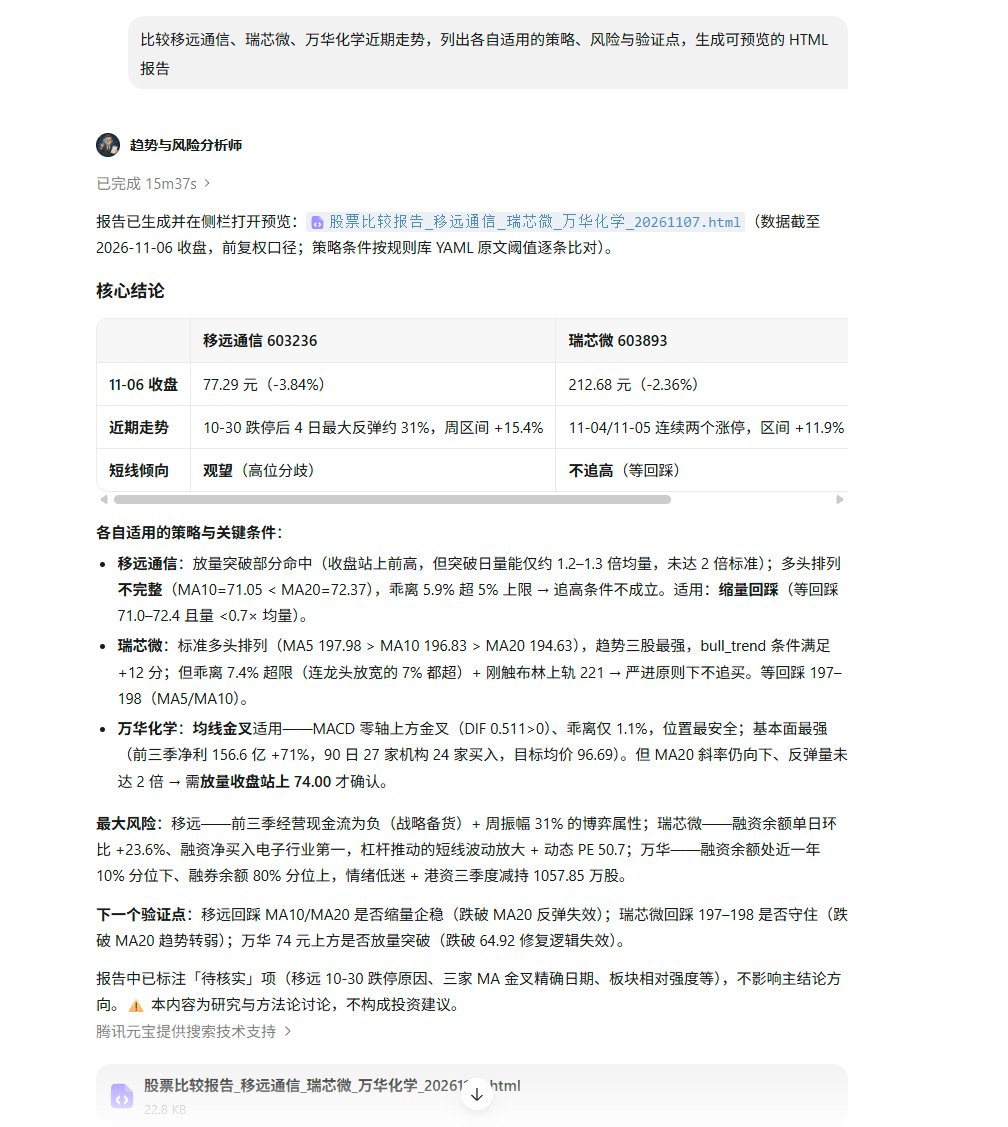 比较移远通信、瑞芯微、万华化学近期走势，列出各自适用的策略、风险与验证点，生成可预览的 HTML
报告
趋势与风险分析师
已完成 15m37s >
报告已生成并在侧栏打开预览： 股票比较报告_移远通信_瑞芯微_万华化学_20261107.html （数据截至
2026-11-06 收盘，前复权口径；策略条件按规则库 YAML 原文阈值逐条比对）。
核心结论
移远通信 603236 瑞芯微 603893
11-06 收盘 77.29 元（-3.84%） 212.68 元（-2.36%）
近期走势 10-30 跌停后 4 日最大反弹约 31%，周区间 +15.4% 11-04/11-05 连续两个涨停，区间 +11.9%
短线倾向 观望（高位分歧） 不追高（等回踩）
各自适用的策略与关键条件：
• 移远通信：放量突破部分命中（收盘站上前高，但突破日量能仅约 1.2–1.3 倍均量，未达 2 倍标准）；多头排列
不完整（MA10=71.05 < MA20=72.37），乖离 5.9% 超 5% 上限 → 追高条件不成立。适用：缩量回踩（等回踩
71.0–72.4 且量 <0.7× 均量）。
• 瑞芯微：标准多头排列（MA5 197.98 > MA10 196.83 > MA20 194.63），趋势三股最强，bull_trend 条件满足
+12 分；但乖离 7.4% 超限（连龙头放宽的 7% 都超）+ 刚触布林上轨 221 → 严进原则下不追买。等回踩 197–
198（MA5/MA10）。
• 万华化学：均线金叉适用——MACD 零轴上方金叉（DIF 0.511>0）、乖离仅 1.1%，位置最安全；基本面最强
（前三季净利 156.6 亿 +71%，90 日 27 家机构 24 家买入，目标均价 96.69）。但 MA20 斜率仍向下、反弹量未
达 2 倍 → 需放量收盘站上 74.00 才确认。
最大风险：移远——前三季经营现金流为负（战略备货）+ 周振幅 31% 的博弈属性；瑞芯微——融资余额单日环
比 +23.6%、融资净买入电子行业第一，杠杆推动的短线波动放大 + 动态 PE 50.7；万华——融资余额处近一年
10% 分位下、融券余额 80% 分位上，情绪低迷 + 港资三季度减持 1057.85 万股。
下一个验证点：移远回踩 MA10/MA20 是否缩量企稳（跌破 MA20 反弹失效）；瑞芯微回踩 197–198 是否守住（跌
破 MA20 趋势转弱）；万华 74 元上方是否放量突破（跌破 64.92 修复逻辑失效）。
报告中已标注「待核实」项（移远 10-30 跌停原因、三家 MA 金叉精确日期、板块相对强度等），不影响主结论方
向。⚠️ 本内容为研究与方法论讨论，不构成投资建议。
腾讯元宝提供搜索技术支持 >
股票比较报告_移远通信_瑞芯微_万华化学_20261 html
22.8 KB